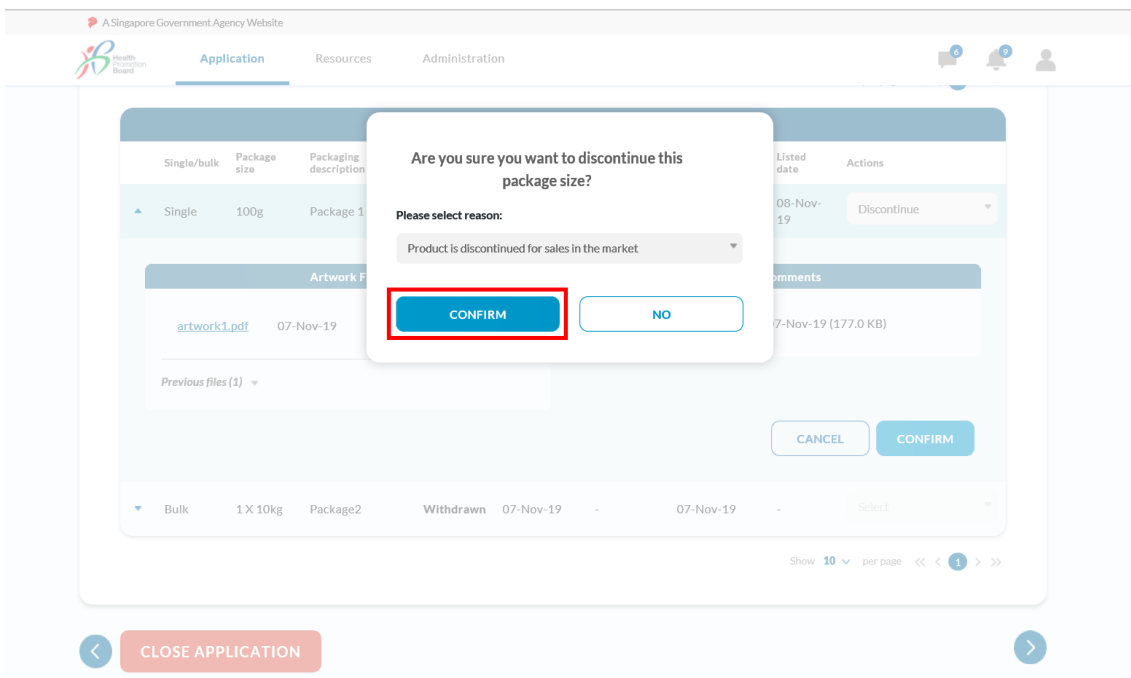 A Singapore Government Agency Website
Health
Promotion
Board
Application
Resources
Administration
6
9
Are you sure you want to discontinue this
package size?
Please select reason:
Product is discontinued for sales in the market
CONFIRM
NO
Single/bulk
Package
size
Packaging
description
Listed
date
Actions
Single
100g
Package 1
08-Nov-
19
Discontinue
Artwork F
omments
artwork1.pdf
07-Nov-19
7-Nov-19 (177.0 KB)
Previous files (1)
CANCEL
CONFIRM
Bulk
1 X 10kg
Package2
Withdrawn
07-Nov-19
-
07-Nov-19
-
Select
Show 10 per page << < 1 > >>
CLOSE APPLICATION